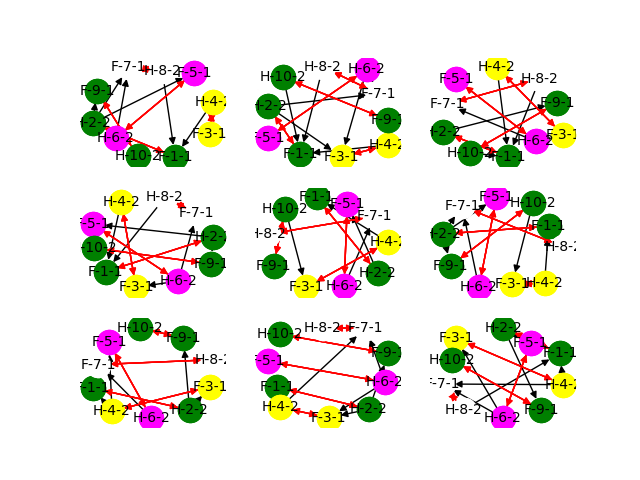 F-7-1 H-8-2 F-5-1
F-9-1 H-4-2
H-2-2 H-6-2 F-3-1
H-10-2 F-1-1
H-8-2 H-6-2
H-10-2 F-7-1
H-2-2 F-9-1
F-5-1 F-1-1 F-3-1 H-4-2
H-4-2 H-8-2
F-5-1 F-9-1
F-7-1
H-2-2 H-6-2 F-3-1
H-10-2 F-1-1
H-4-2 H-8-2
F-5-1 F-7-1
H-10-2 H-2-2
F-1-1 F-9-1
F-3-1 H-6-2
F-1-1 F-5-1
H-10-2 F-7-1
H-8-2 H-4-2
F-9-1 H-2-2
F-3-1 H-6-2
F-5-1 H-10-2
F-7-1 F-1-1
H-2-2 H-8-2
F-9-1
H-6-2 F-3-1 H-4-2
H-10-2 F-9-1
F-5-1
F-7-1 H-8-2
F-1-1 F-3-1
H-4-2 H-6-2 H-2-2
H-10-2 H-8-2 F-7-1
F-5-1 F-9-1
F-1-1 H-6-2
H-4-2 F-3-1 H-2-2
F-3-1 H-2-2 F-5-1
H-10-2 F-1-1
F-7-1 H-4-2
H-8-2 H-6-2 F-9-1